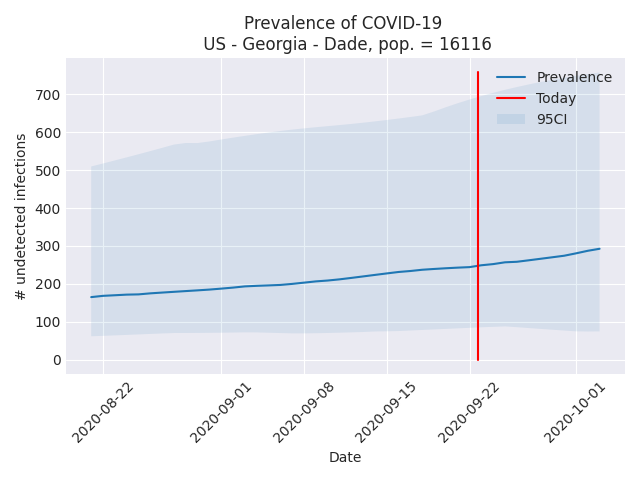 Prevalence of COVID-19
US - Georgia - Dade, pop. = 16116
Prevalence
Today
95CI
# undetected infections
700
600
500
400
300
200
100
0
2020-08-22
2020-09-01
2020-09-08
2020-09-15
2020-09-22
2020-10-01
Date